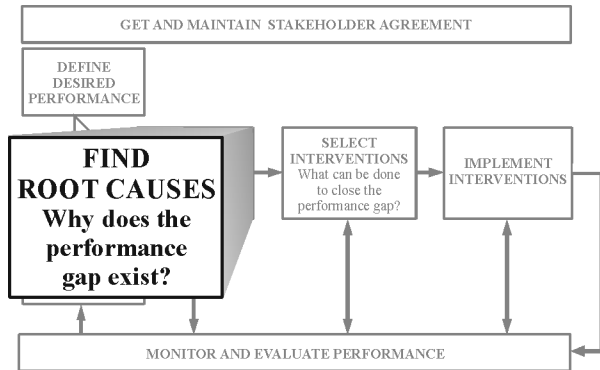 GET AND MAINTAIN STAKEHOLDER AGREEMENT
DEFINE
DESIRED
PERFORMANCE
FIND
ROOT CAUSES
Why does the
performance
gap exist?
SELECT
INTERVENTIONS
What can be done
to close the
performance gap?
IMPLEMENT
INTERVENTIONS
MONITOR AND EVALUATE PERFORMANCE